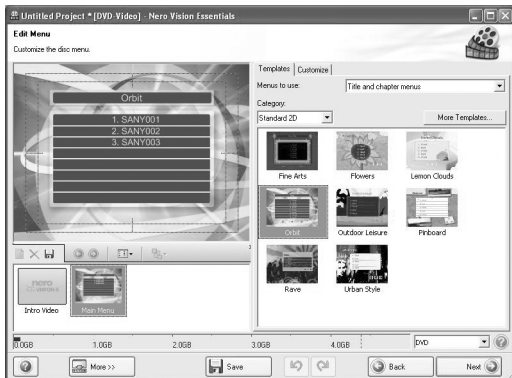 Untitled Project *[DVD-Video] - Nero Vision Essentials
Edit Menu
Customize the disc menu.
Orbit
1. SANY001
2. SANY002
3. SANY003
Templates
Customize
Menus to use:
Title and chapter menus
Category:
Standard 2D
More Templates...
Fine Arts
Flowers
Lemon Clouds
Orbit
Outdoor Leisure
Pinboard
Rave
Urban Style
nero
Intro Video
Main Menu
0.0GB
1.0GB
2.0GB
3.0GB
4.0GB
DVD
More >>
Save
Back
Next